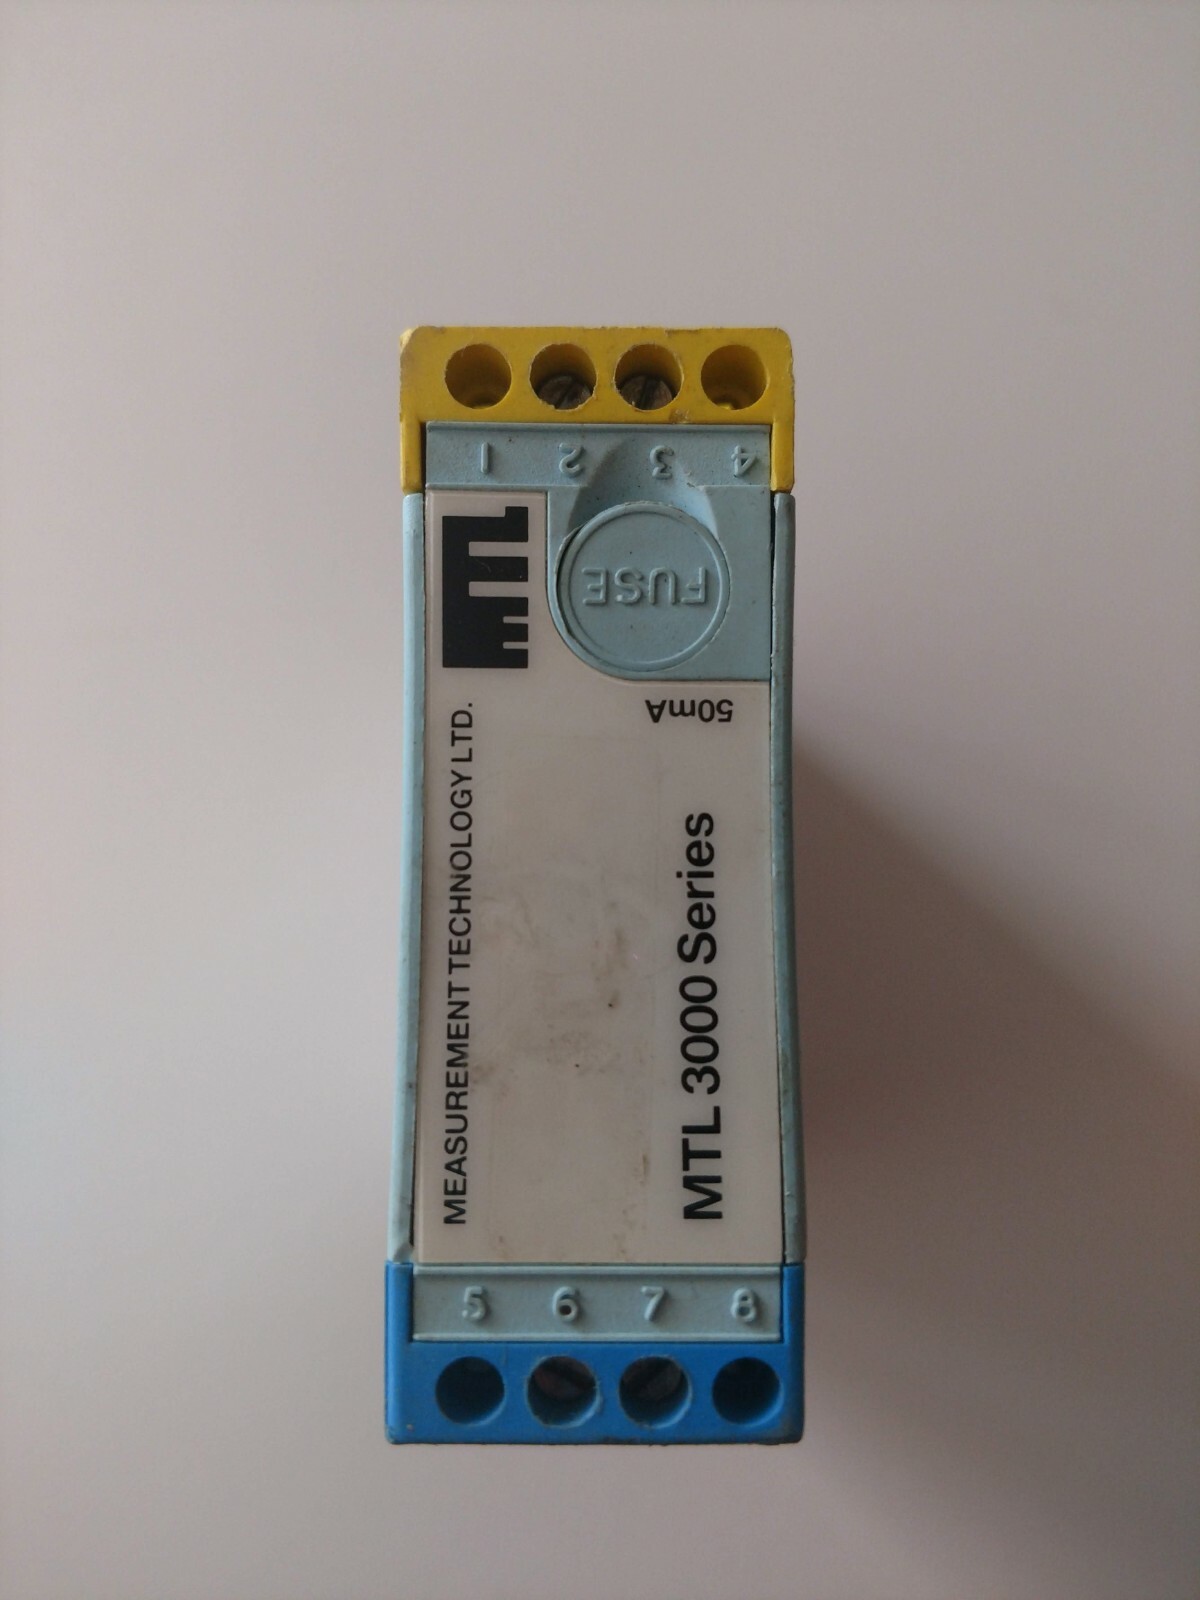 1 2 3 4
FUSE
50mA
MEASUREMENT TECHNOLOGY LTD.
MTL 3000 Series
5 6 7 8